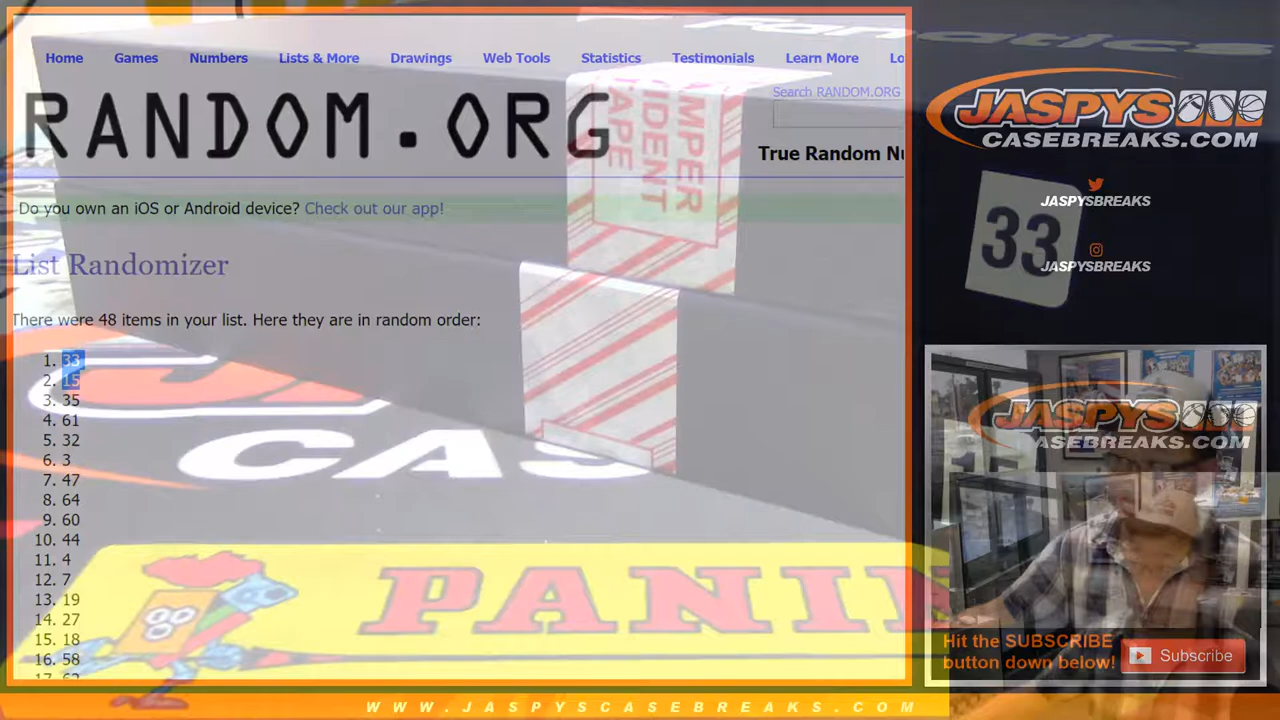 Fanatics
Home Games Numbers Lists & More Drawings Web Tools Statistics Testimonials Learn More Lo
Search RANDOM.ORG
RANDOM.ORG
True Random Nu
Do you own an iOS or Android device? Check out our app!
List Randomizer
There were 48 items in your list. Here they are in random order:
1. 33
2. 15
3. 35
4. 61
5. 32
6. 3
7. 47
8. 64
9. 60
10. 44
11. 4
12. 7
13. 19
14. 27
15. 18
16. 58
IDENT
TAPE
CAS
PANIN
JASPYS
CASEBREAKS.COM
33
JASPYSBREAKS
JASPYSBREAKS
JASPYS
CASEBREAKS.COM
Hit the SUBSCRIBE
button down below!
Subscribe
WWW.JASPYSCASEBREAKS.COM